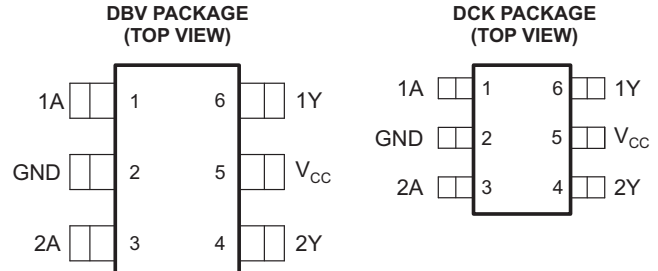 DBV PACKAGE
(TOP VIEW)
1A 1 6 1Y
GND 2 5 VCC
2A 3 4 2Y
DCK PACKAGE
(TOP VIEW)
1A 1 6 1Y
GND 2 5 VCC
2A 3 4 2Y